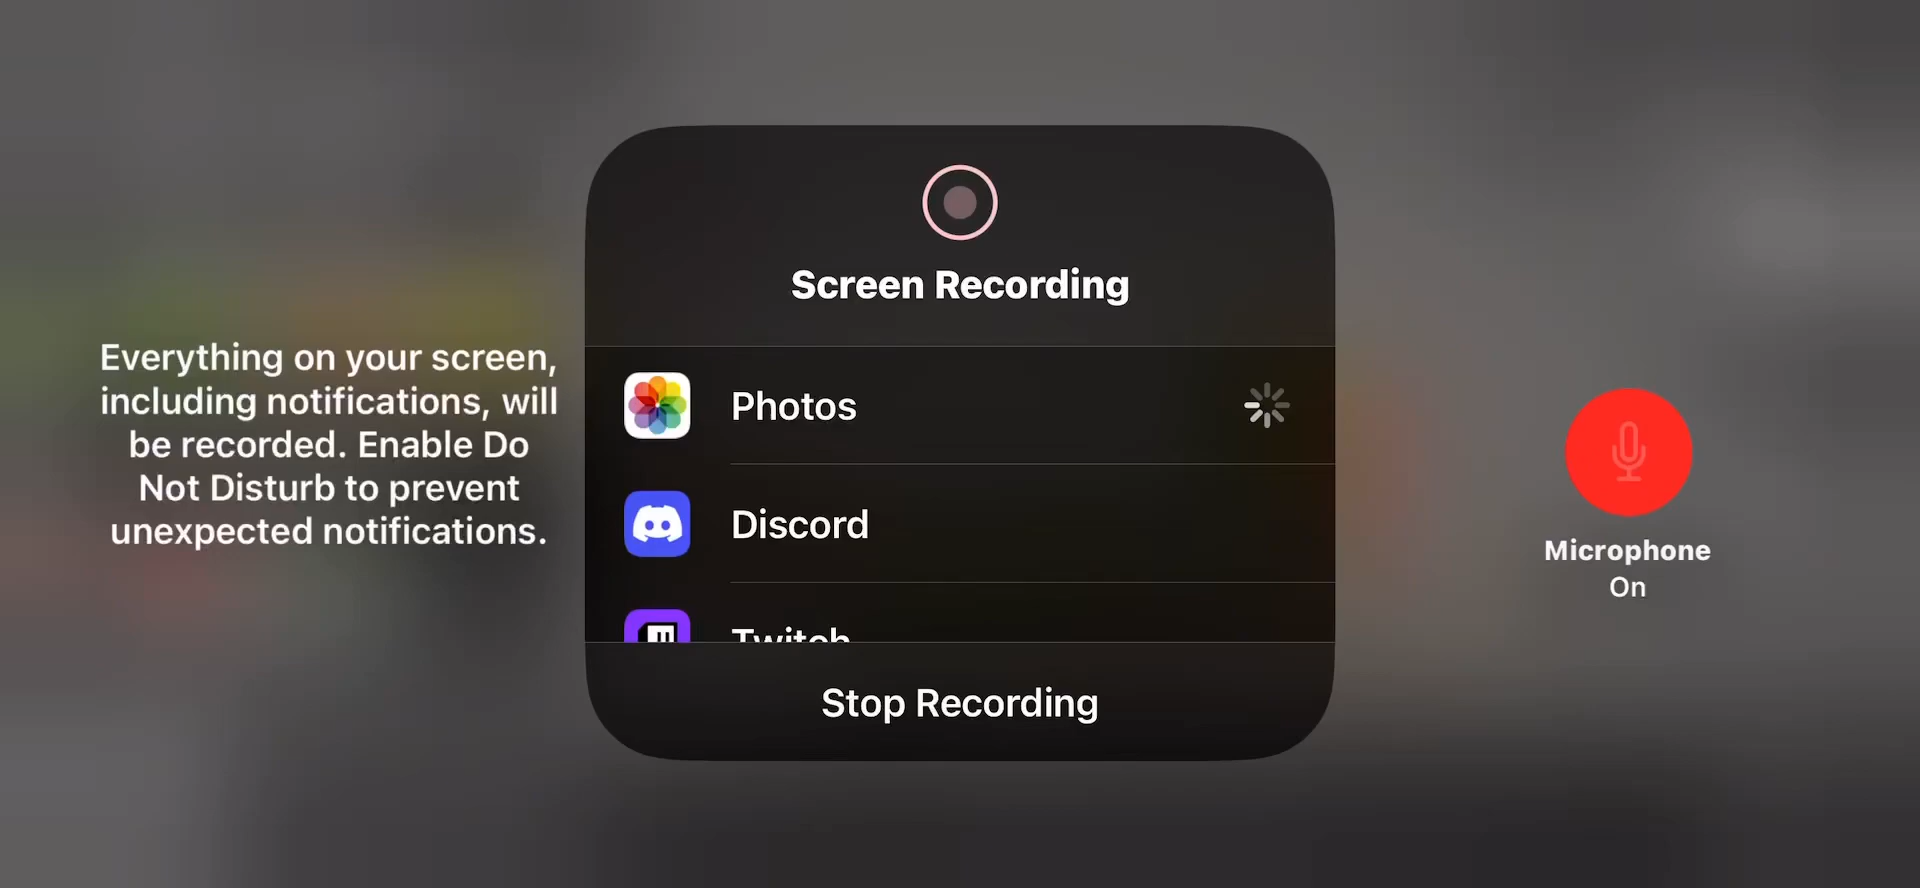 Screen Recording
Everything on your screen,
including notifications, will
be recorded. Enable Do
Not Disturb to prevent
unexpected notifications.
Photos
Discord
Twitch
Stop Recording
Microphone
On